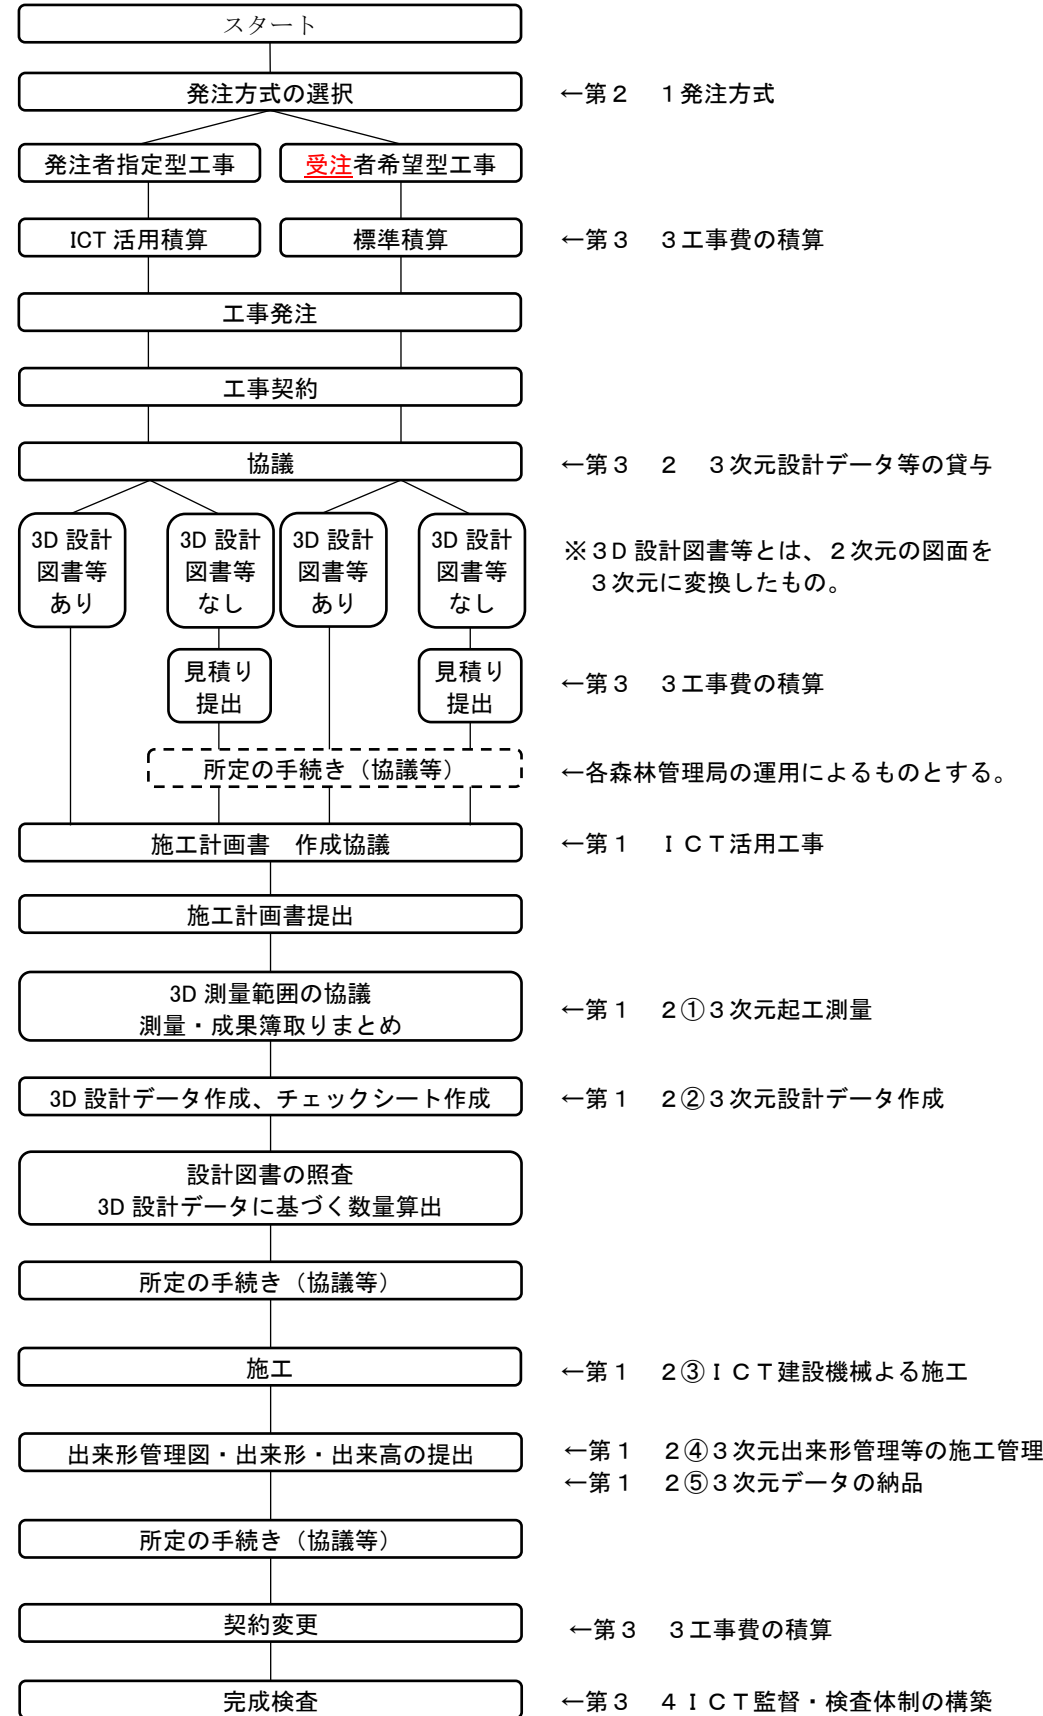 スタート
発注方式の選択
←第２　１発注方式
発注者指定型工事
受注者希望型工事
ICT 活用積算
標準積算
←第３　３工事費の積算
工事発注
工事契約
協議
←第３　２　３次元設計データ等の貸与
3D 設計
図書等
あり
3D 設計
図書等
なし
3D 設計
図書等
あり
3D 設計
図書等
なし
※３D 設計図書等とは、２次元の図面を
３次元に変換したもの。
見積り
提出
見積り
提出
←第３　３工事費の積算
所定の手続き（協議等）
←各森林管理局の運用によるものとする。
施工計画書　作成協議
←第１　ＩＣＴ活用工事
施工計画書提出
3D 測量範囲の協議
測量・成果簿取りまとめ
←第１　２①３次元起工測量
3D 設計データ作成、チェックシート作成
←第１　２②３次元設計データ作成
設計図書の照査
3D 設計データに基づく数量算出
所定の手続き（協議等）
施工
←第１　２③ＩＣＴ建設機械よる施工
出来形管理図・出来形・出来高の提出
←第１　２④３次元出来形管理等の施工管理
←第１　２⑤３次元データの納品
所定の手続き（協議等）
契約変更
←第３　３工事費の積算
完成検査
←第３　４ＩＣＴ監督・検査体制の構築